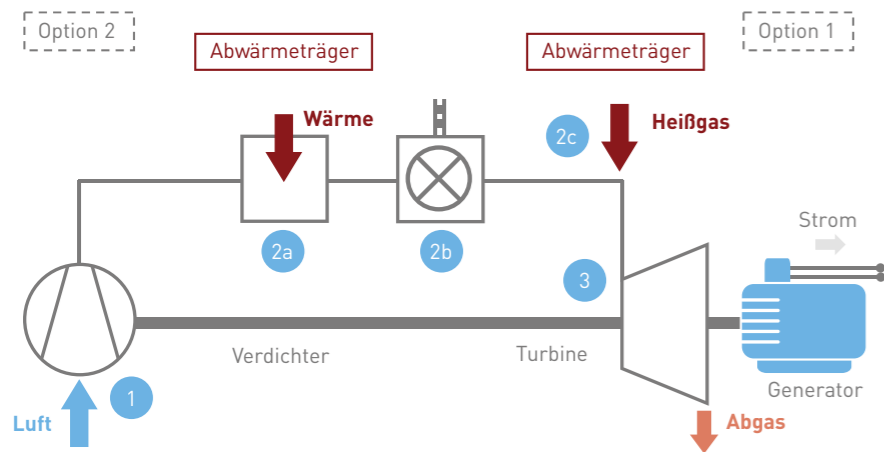 Option 2
Abwärmeträger
Abwärmeträger
Option 1
Wärme
2c
Heißgas
Strom
2a
2b
3
Verdichter
Turbine
Generator
1
Luft
Abgas